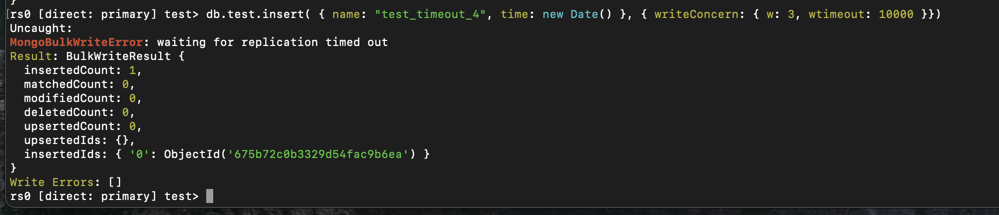 }
[rs0 [direct: primary] test> db.test.insert( { name: "test_timeout_4", time: new Date() }, { writeConcern: { w: 3, wtimeout: 10000 }})
Uncaught:
MongoBulkWriteError: waiting for replication timed out
Result: BulkWriteResult {
  insertedCount: 1,
  matchedCount: 0,
  modifiedCount: 0,
  deletedCount: 0,
  upsertedCount: 0,
  upsertedIds: {},
  insertedIds: { '0': ObjectId('675b72c0b3329d54fac9b6ea') }
}
Write Errors: []
rs0 [direct: primary] test>